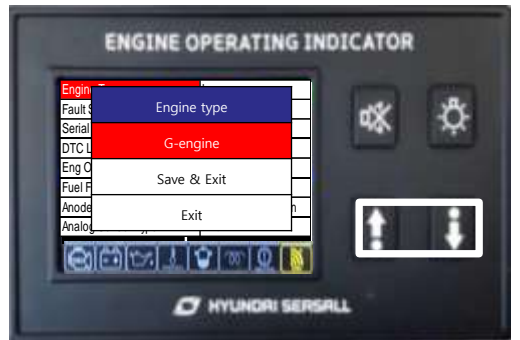 ENGINE OPERATING INDICATOR
Engine type
G-engine
Save & Exit
Exit
Fault
Serial
DTC
Eng
Fuel
Anode
Analog
HYUNDAI SEASALL